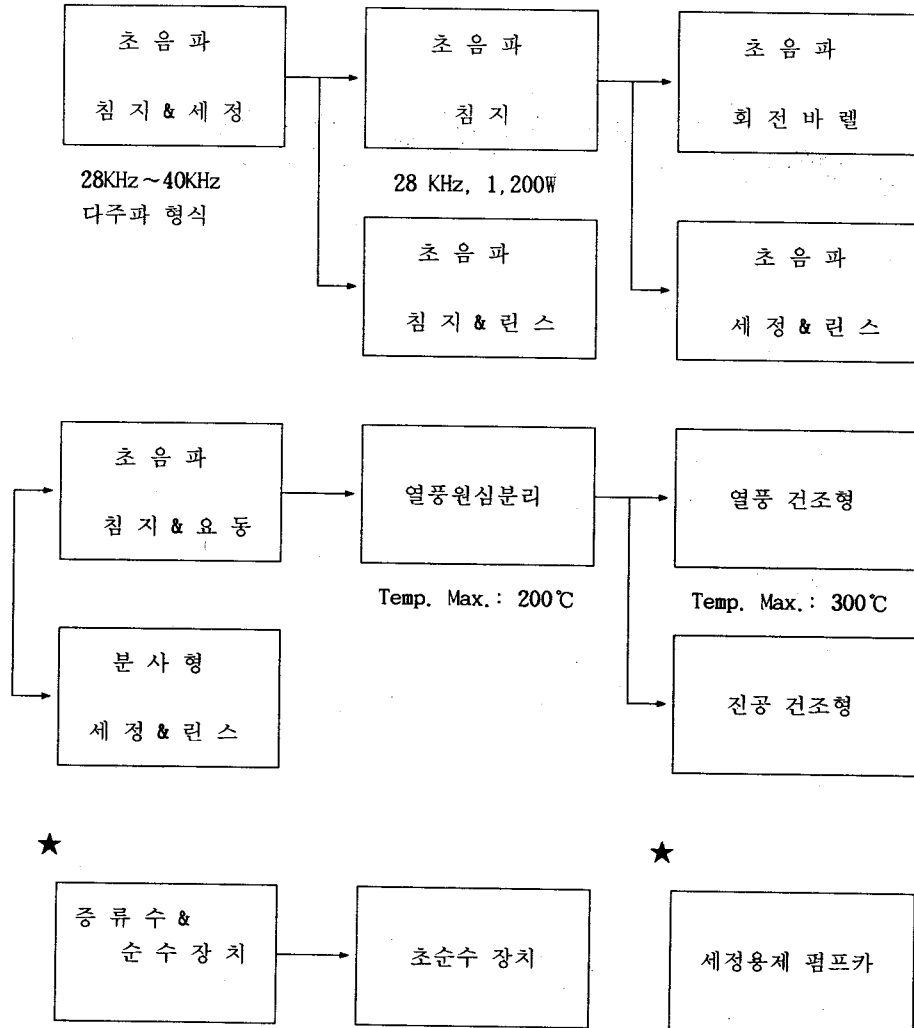 초 음 파
침 지 & 세 정
28KHz~40KHz
다주파 형식
초 음 파
침 지
28 KHz, 1,200W
초 음 파
회 전 바 렐
초 음 파
침 지 & 린 스
초 음 파
세 정 & 린 스
초 음 파
침 지 & 요 동
열풍원심분리
Temp. Max.: 200℃
열풍 건조형
Temp. Max.: 300℃
분 사 형
세 정 & 린 스
진공 건조형
★
★
증 류 수 &
순 수 장 치
초순수 장치
세정용제 펌프카